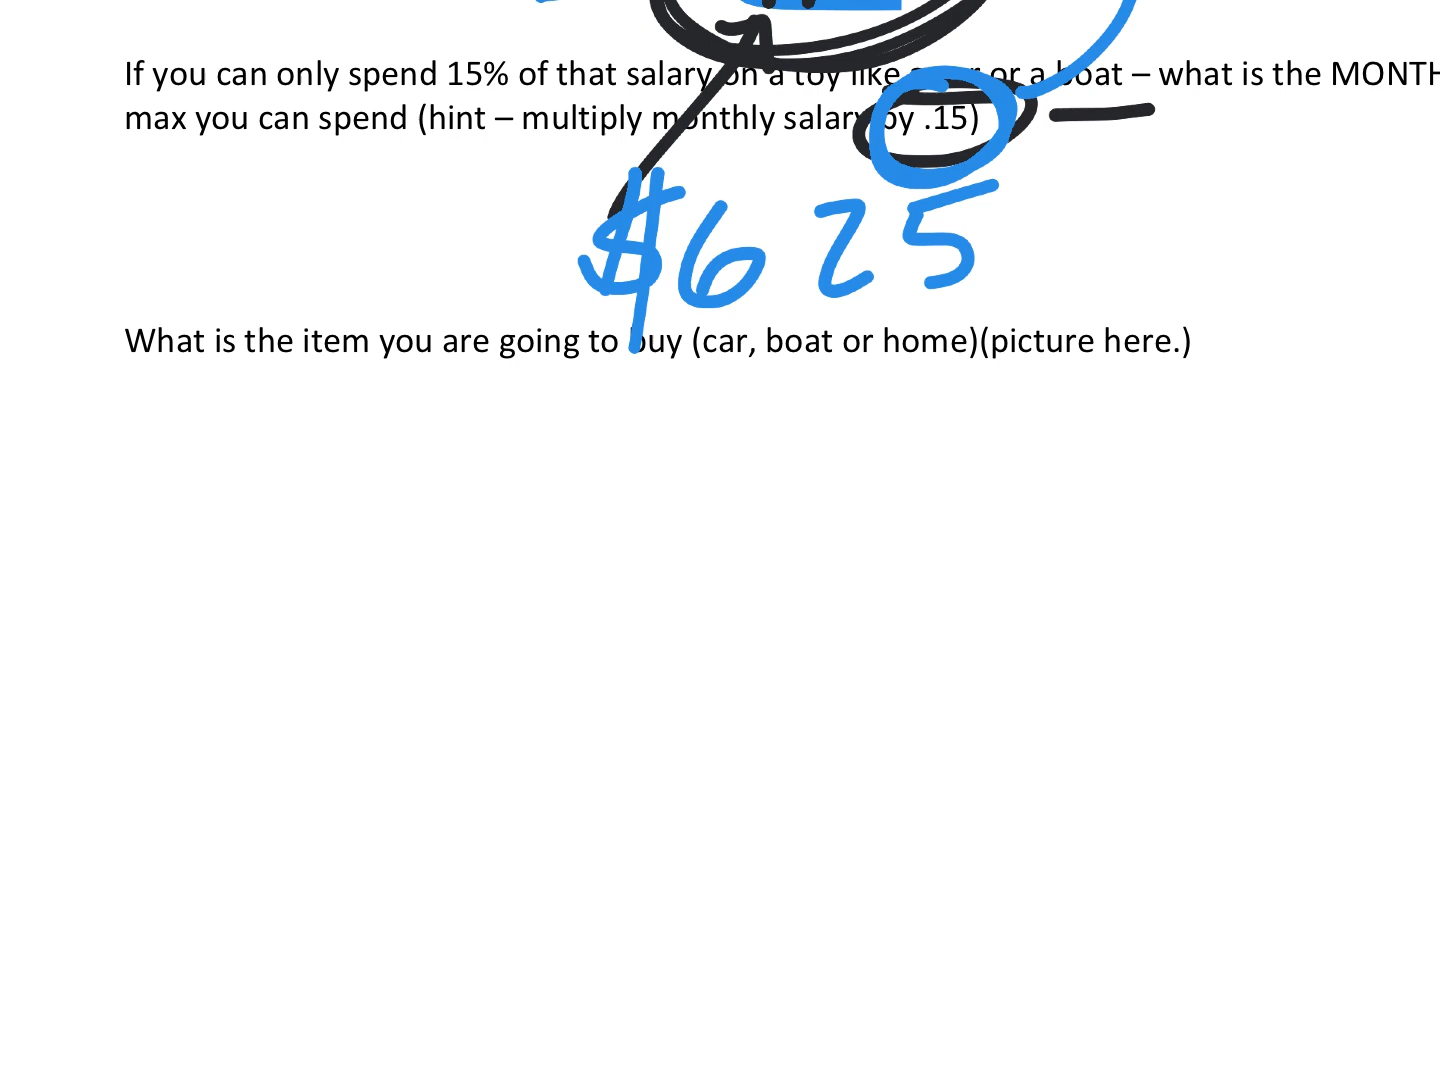 If you can only spend 15% of that salary on a toy like or a boat – what is the MONTH
max you can spend (hint – multiply monthly salary by .15)
$625
What is the item you are going to buy (car, boat or home)(picture here.)